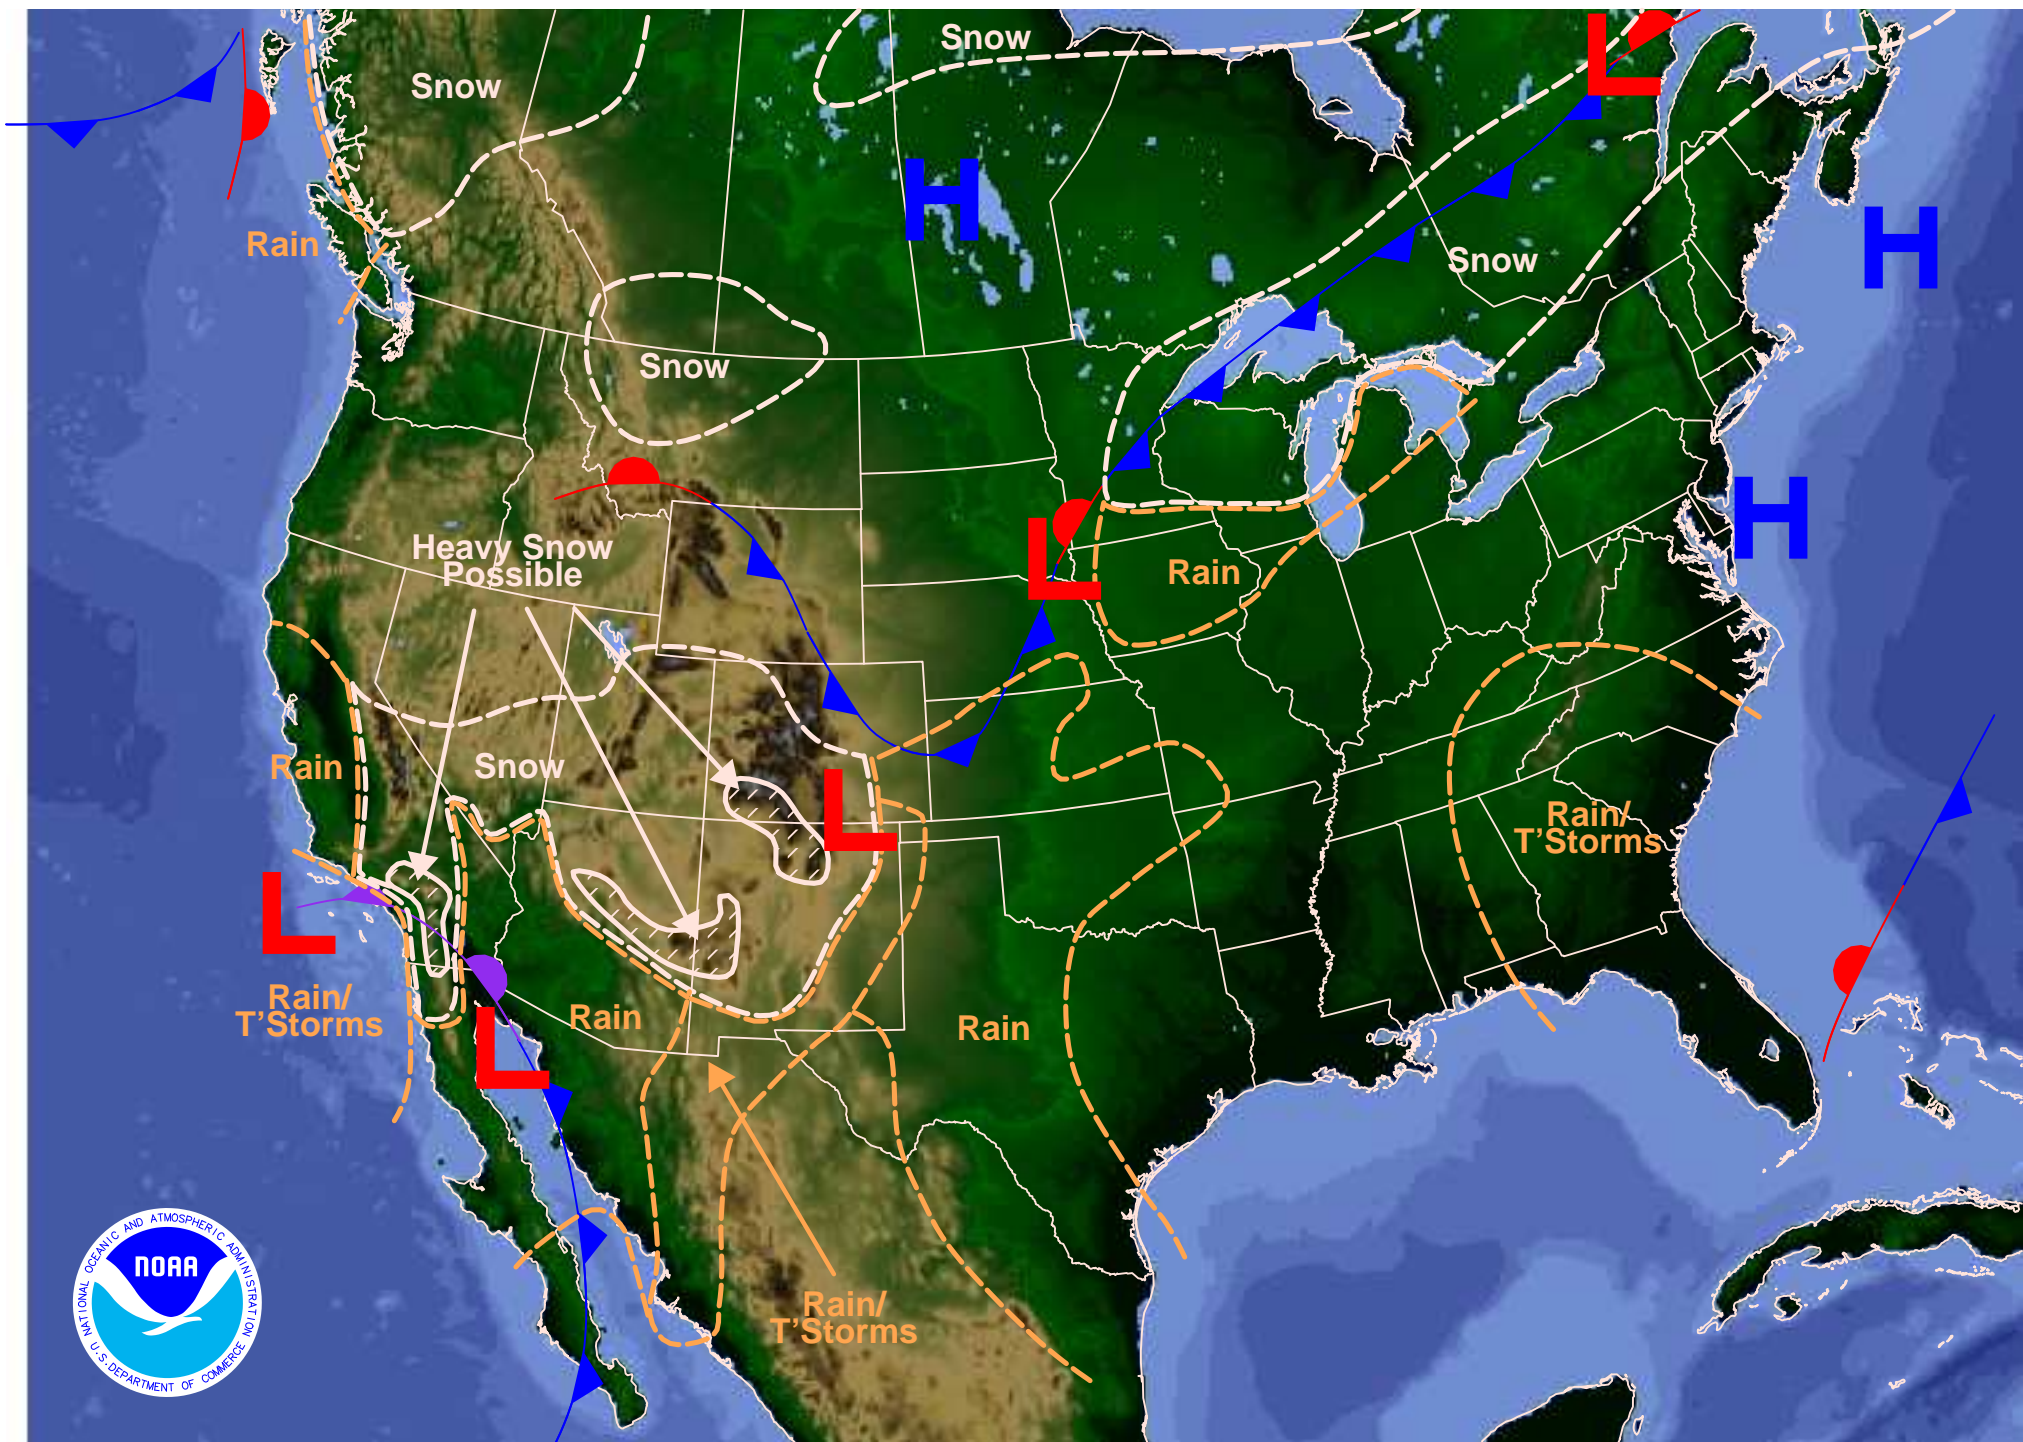 Snow
L
Snow
H
H
Rain
Snow
Snow
H
L
Heavy Snow
Possible
Rain
Rain
Snow
L
Rain/
T'Storms
L
Rain/
T'Storms
Rain
L
Rain
Rain/
T'Storms
NATIONAL OCEANIC AND ATMOSPHERIC ADMINISTRATION
NOAA
U.S. DEPARTMENT OF COMMERCE